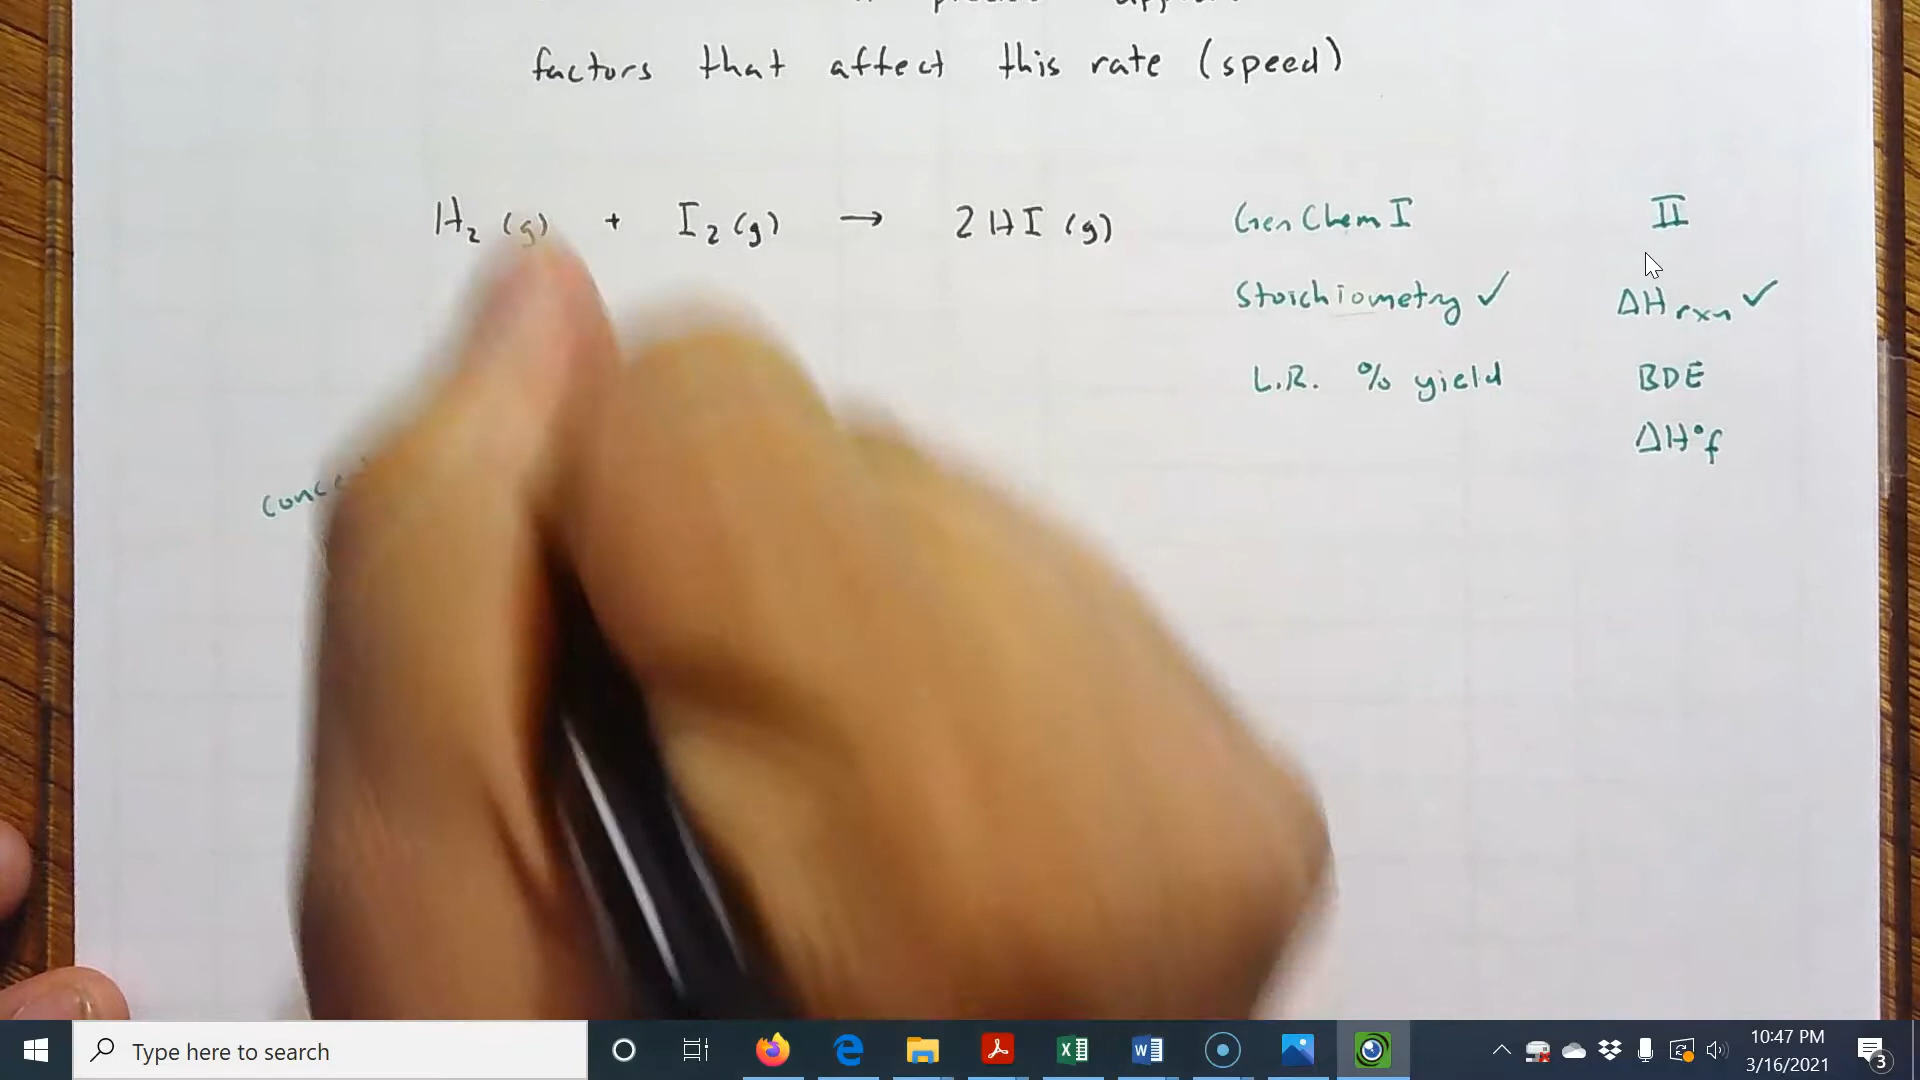 factors that affect this rate (speed)
H₂ (g) + I₂ (g) → 2 HI (g)
Gen Chem I
II
Stoichiometry ✓
ΔHrxn ✓
L.R. % yield
BDE
ΔH°f
Type here to search
10:47 PM
3/16/2021
3